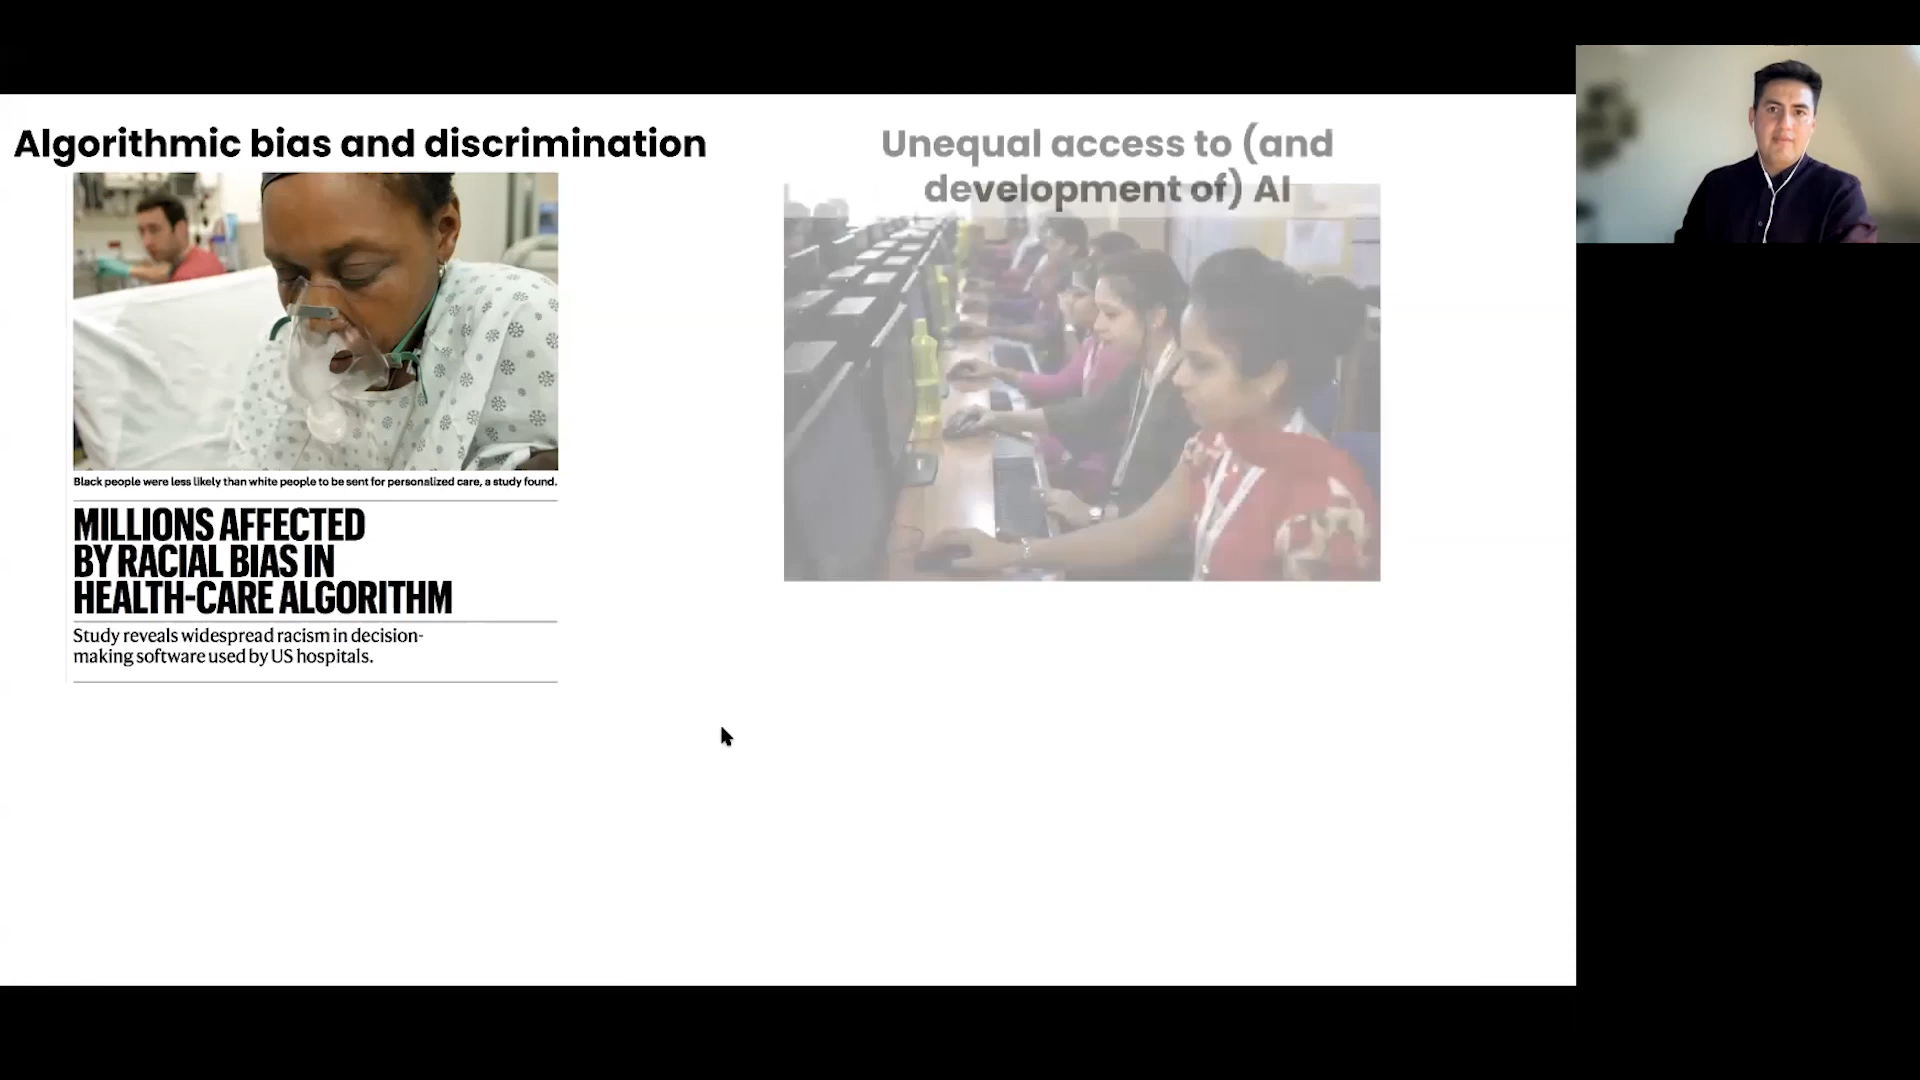 Algorithmic bias and discrimination
Black people were less likely than white people to be sent for personalized care, a study found.
MILLIONS AFFECTED
BY RACIAL BIAS IN
HEALTH-CARE ALGORITHM
Study reveals widespread racism in decision-
making software used by US hospitals.
Unequal access to (and
development of) AI